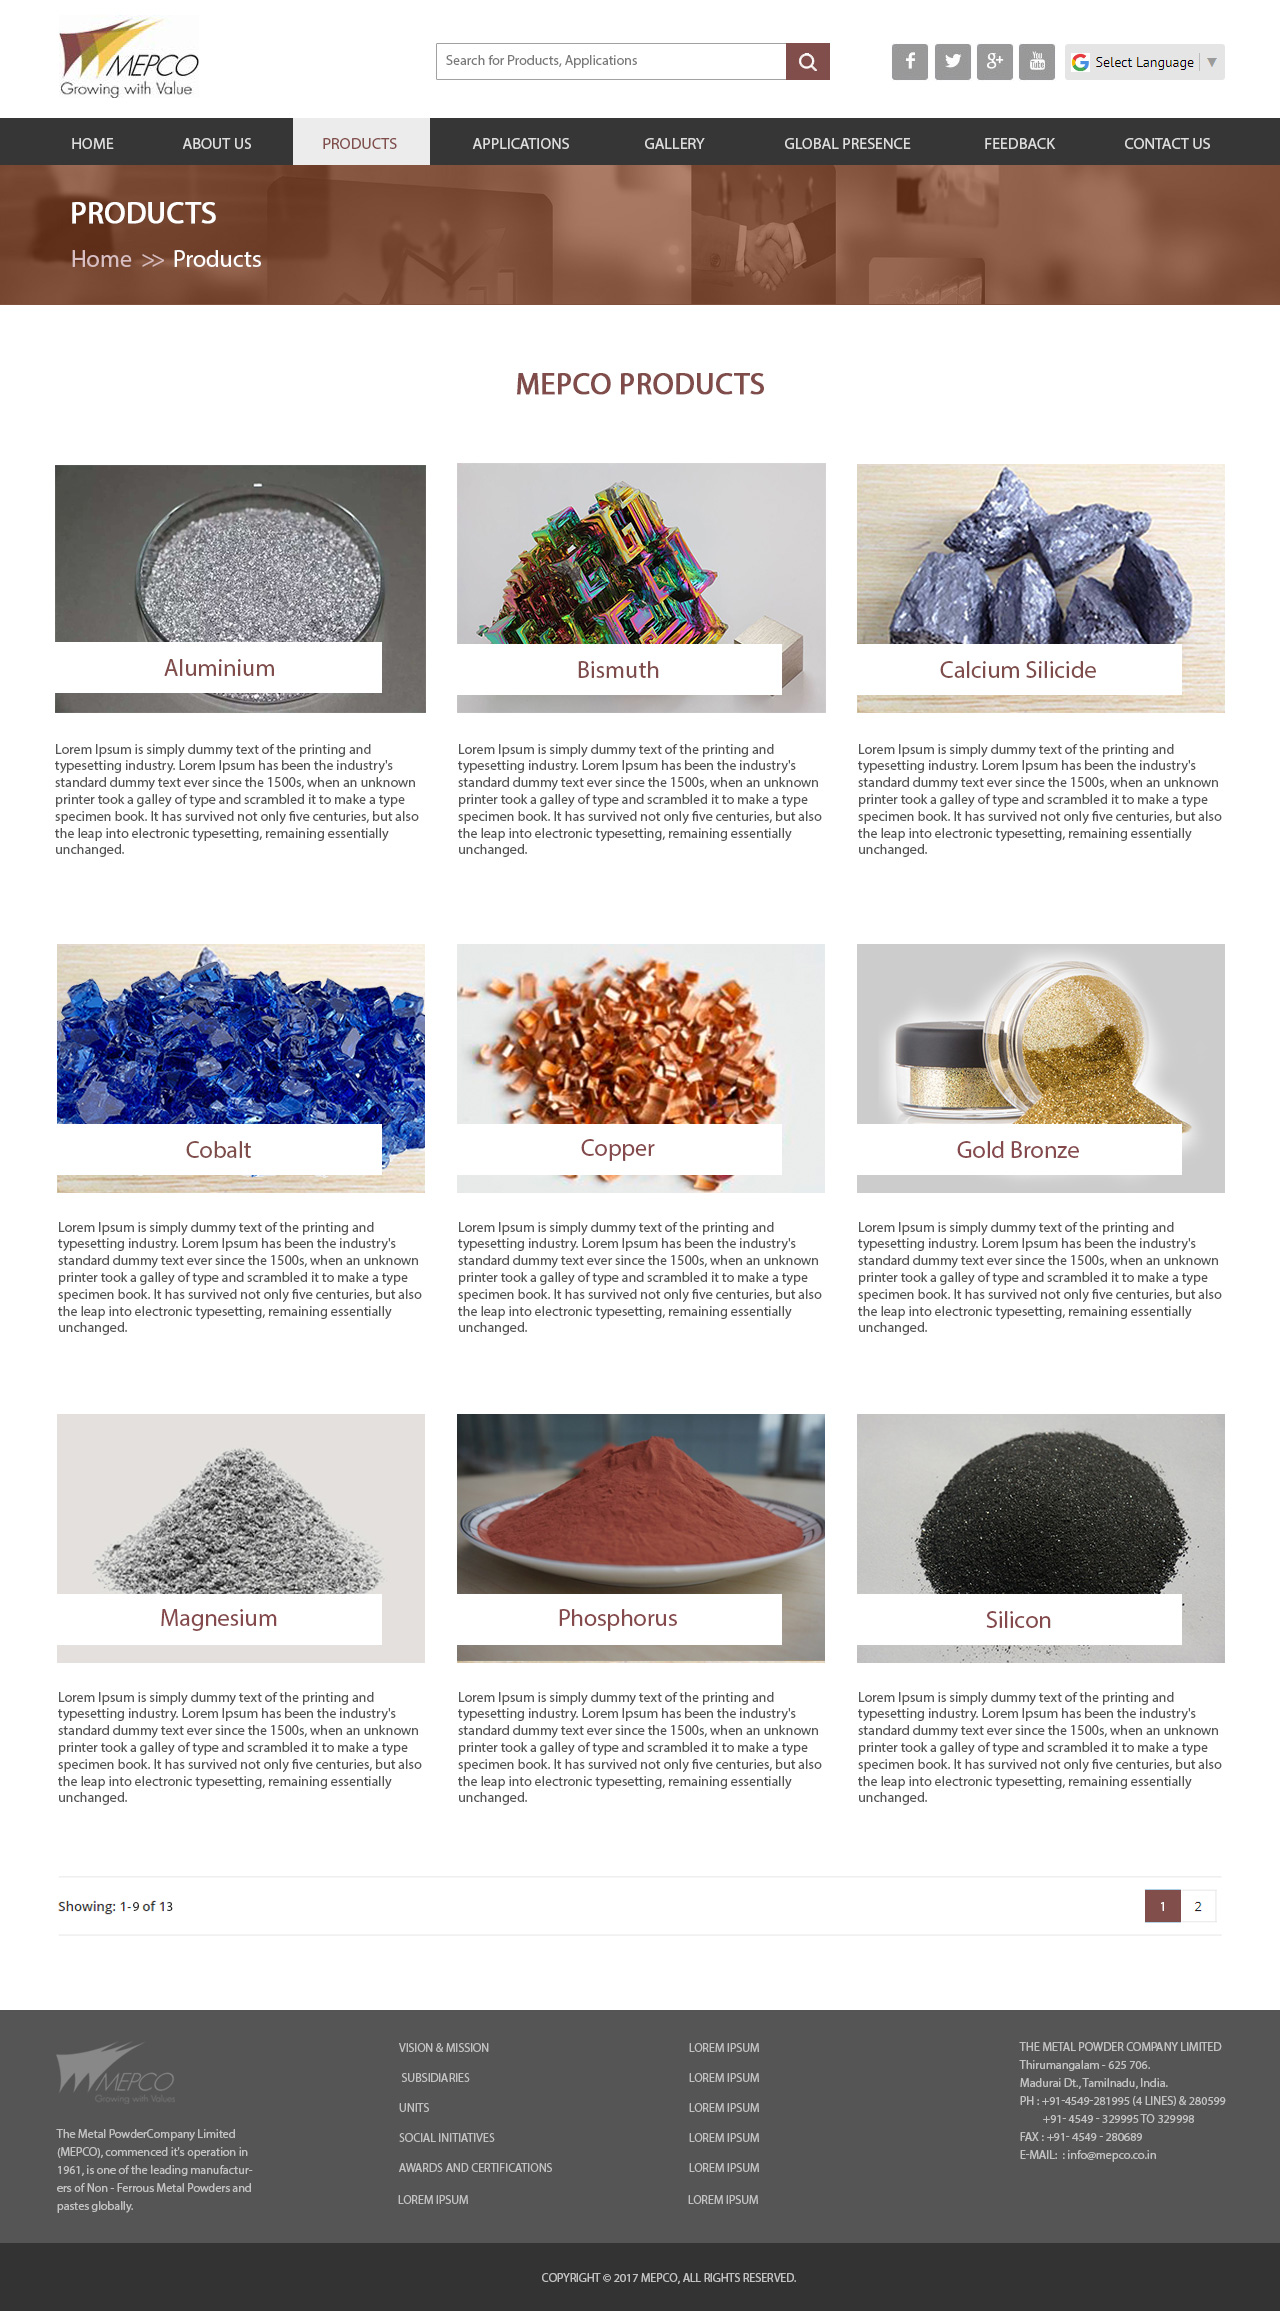 MEPCO
Growing with Value
Search for Products, Applications
f
g+
You
Tube
G Select Language ▼
HOME
ABOUT US
PRODUCTS
APPLICATIONS
GALLERY
GLOBAL PRESENCE
FEEDBACK
CONTACT US
PRODUCTS
Home >> Products
MEPCO PRODUCTS
Aluminium
Lorem Ipsum is simply dummy text of the printing and
typesetting industry. Lorem Ipsum has been the industry's
standard dummy text ever since the 1500s, when an unknown
printer took a galley of type and scrambled it to make a type
specimen book. It has survived not only five centuries, but also
the leap into electronic typesetting, remaining essentially
unchanged.
Bismuth
Lorem Ipsum is simply dummy text of the printing and
typesetting industry. Lorem Ipsum has been the industry's
standard dummy text ever since the 1500s, when an unknown
printer took a galley of type and scrambled it to make a type
specimen book. It has survived not only five centuries, but also
the leap into electronic typesetting, remaining essentially
unchanged.
Calcium Silicide
Lorem Ipsum is simply dummy text of the printing and
typesetting industry. Lorem Ipsum has been the industry's
standard dummy text ever since the 1500s, when an unknown
printer took a galley of type and scrambled it to make a type
specimen book. It has survived not only five centuries, but also
the leap into electronic typesetting, remaining essentially
unchanged.
Cobalt
Lorem Ipsum is simply dummy text of the printing and
typesetting industry. Lorem Ipsum has been the industry's
standard dummy text ever since the 1500s, when an unknown
printer took a galley of type and scrambled it to make a type
specimen book. It has survived not only five centuries, but also
the leap into electronic typesetting, remaining essentially
unchanged.
Copper
Lorem Ipsum is simply dummy text of the printing and
typesetting industry. Lorem Ipsum has been the industry's
standard dummy text ever since the 1500s, when an unknown
printer took a galley of type and scrambled it to make a type
specimen book. It has survived not only five centuries, but also
the leap into electronic typesetting, remaining essentially
unchanged.
Gold Bronze
Lorem Ipsum is simply dummy text of the printing and
typesetting industry. Lorem Ipsum has been the industry's
standard dummy text ever since the 1500s, when an unknown
printer took a galley of type and scrambled it to make a type
specimen book. It has survived not only five centuries, but also
the leap into electronic typesetting, remaining essentially
unchanged.
Magnesium
Lorem Ipsum is simply dummy text of the printing and
typesetting industry. Lorem Ipsum has been the industry's
standard dummy text ever since the 1500s, when an unknown
printer took a galley of type and scrambled it to make a type
specimen book. It has survived not only five centuries, but also
the leap into electronic typesetting, remaining essentially
unchanged.
Phosphorus
Lorem Ipsum is simply dummy text of the printing and
typesetting industry. Lorem Ipsum has been the industry's
standard dummy text ever since the 1500s, when an unknown
printer took a galley of type and scrambled it to make a type
specimen book. It has survived not only five centuries, but also
the leap into electronic typesetting, remaining essentially
unchanged.
Silicon
Lorem Ipsum is simply dummy text of the printing and
typesetting industry. Lorem Ipsum has been the industry's
standard dummy text ever since the 1500s, when an unknown
printer took a galley of type and scrambled it to make a type
specimen book. It has survived not only five centuries, but also
the leap into electronic typesetting, remaining essentially
unchanged.
Showing: 1-9 of 13
1 2
MEPCO
Growing with Values
The Metal PowderCompany Limited
(MEPCO), commenced it's operation in
1961, is one of the leading manufactur-
ers of Non - Ferrous Metal Powders and
pastes globally.
VISION & MISSION
SUBSIDIARIES
UNITS
SOCIAL INITIATIVES
AWARDS AND CERTIFICATIONS
LOREM IPSUM
LOREM IPSUM
LOREM IPSUM
LOREM IPSUM
LOREM IPSUM
LOREM IPSUM
LOREM IPSUM
THE METAL POWDER COMPANY LIMITED
Thirumangalam - 625 706.
Madurai Dt., Tamilnadu, India.
PH : +91-4549-281995 (4 LINES) & 280599
+91- 4549 - 329995 TO 329998
FAX : +91- 4549 - 280689
E-MAIL: : info@mepco.co.in
COPYRIGHT © 2017 MEPCO, ALL RIGHTS RESERVED.